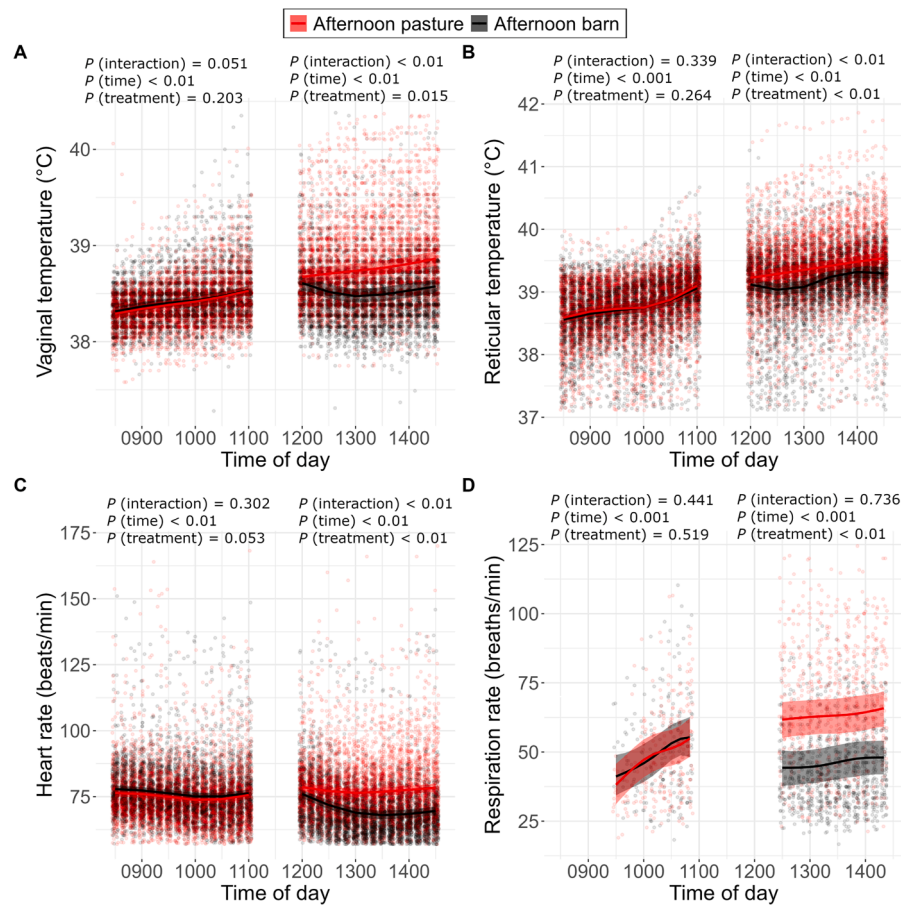 Afternoon pasture Afternoon barn
A
P (interaction) = 0.051
P (time) < 0.01
P (treatment) = 0.203
P (interaction) < 0.01
P (time) < 0.01
P (treatment) = 0.015
Vaginal temperature (°C)
40
39
38
0900 1000 1100 1200 1300 1400
Time of day
B
P (interaction) = 0.339
P (time) < 0.001
P (treatment) = 0.264
P (interaction) < 0.01
P (time) < 0.01
P (treatment) < 0.01
Reticular temperature (°C)
42
41
40
39
38
37
0900 1000 1100 1200 1300 1400
Time of day
C
P (interaction) = 0.302
P (time) < 0.01
P (treatment) = 0.053
P (interaction) < 0.01
P (time) < 0.01
P (treatment) < 0.01
Heart rate (beats/min)
175
150
125
100
75
0900 1000 1100 1200 1300 1400
Time of day
D
P (interaction) = 0.441
P (time) < 0.001
P (treatment) = 0.519
P (interaction) = 0.736
P (time) < 0.001
P (treatment) < 0.01
Respiration rate (breaths/min)
125
100
75
50
25
0900 1000 1100 1200 1300 1400
Time of day